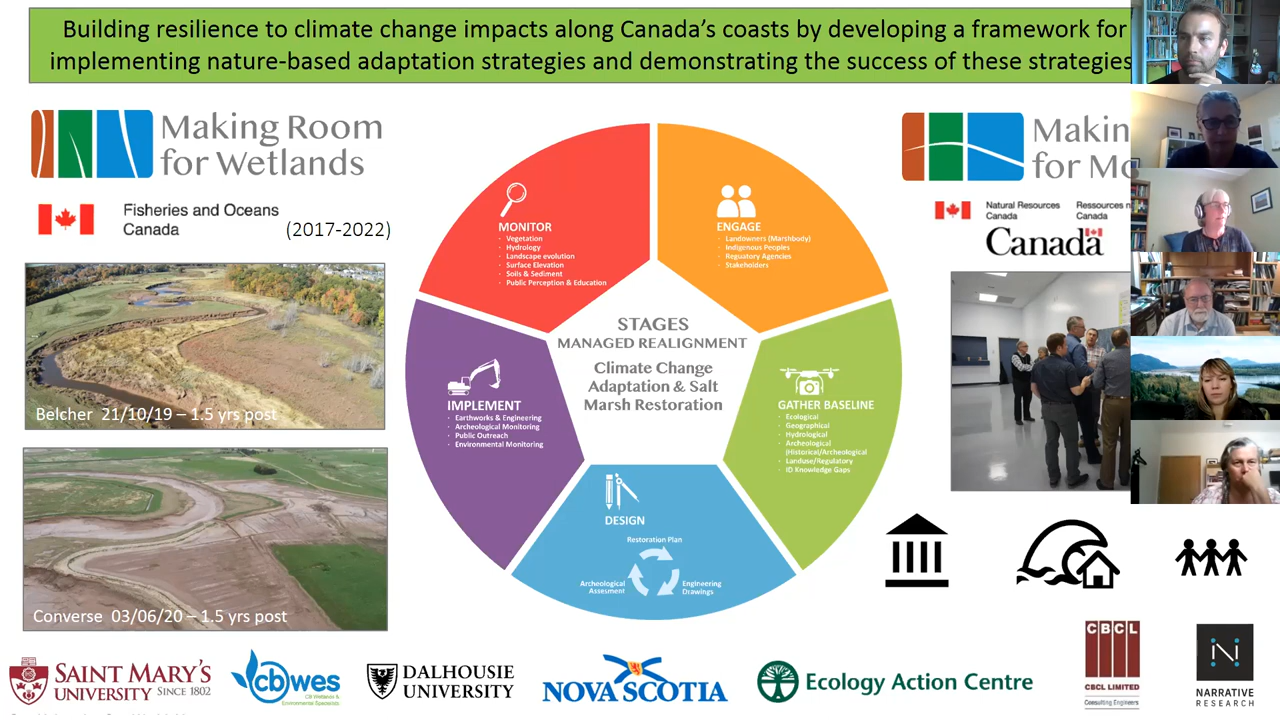 Building resilience to climate change impacts along Canada's coasts by developing a framework for
implementing nature-based adaptation strategies and demonstrating the success of these strategies
Making Room
for Wetlands
Fisheries and Oceans
Canada
(2017-2022)
Belcher 21/10/19 – 1.5 yrs post
Converse 03/06/20 – 1.5 yrs post
MONITOR
· Vegetation
· Hydrology
· Landscape evolution
· Surface Elevation
· Soils & Sediment
· Public Perception & Education
ENGAGE
· Landowners (Marshbody)
· Indigenous Peoples
· Reguatory Agencies
· Stakeholders
STAGES
MANAGED REALIGNMENT
Climate Change
Adaptation & Salt
Marsh Restoration
IMPLEMENT
· Earthworks & Engineering
· Archeological Monitoring
· Public Outreach
· Environmental Monitoring
GATHER BASELINE
· Ecological
· Geographical
· Hydrological
· Archeological
(Historical/Archeological
· Landuse/Regulatory
· ID Knowledge Gaps
DESIGN
Restoration Plan
Archeological
Assesment
Engineering
Drawings
Makin
for Mo
Natural Resources
Canada
Ressources n
Canada
Canada
SAINT MARY'S
UNIVERSITY SINCE 1802
cbwes
CB Wetlands &
Environmental Specialists
DALHOUSIE
UNIVERSITY
NOVA SCOTIA
Ecology Action Centre
CBCL
CBCL LIMITED
Consulting Engineers
NARRATIVE
RESEARCH